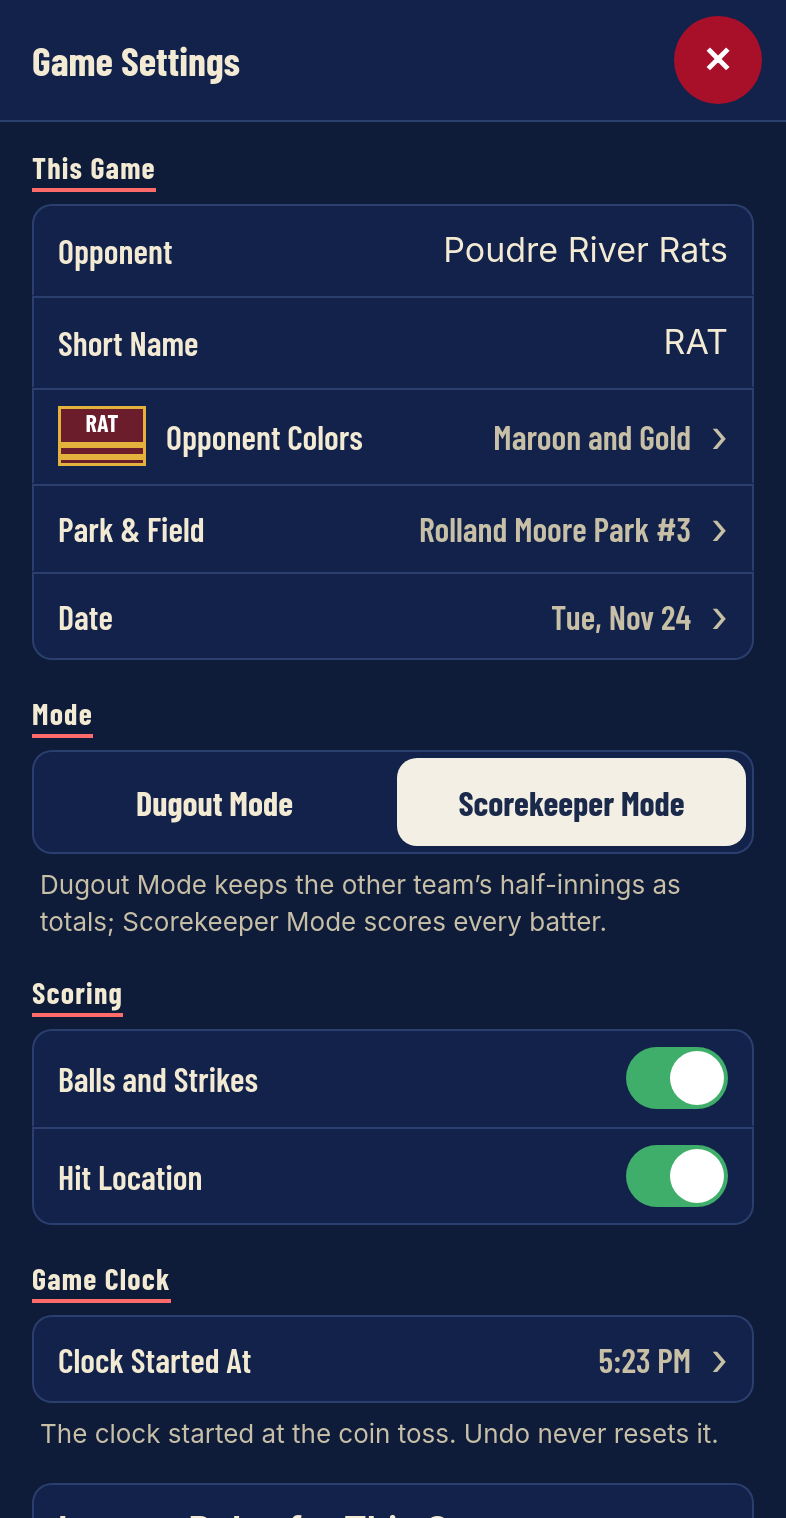 Game Settings
This Game
Opponent
Poudre River Rats
Short Name
RAT
RAT
Opponent Colors
Maroon and Gold
Park & Field
Rolland Moore Park #3
Date
Tue, Nov 24
Mode
Dugout Mode
Scorekeeper Mode
Dugout Mode keeps the other team’s half-innings as
totals; Scorekeeper Mode scores every batter.
Scoring
Balls and Strikes
Hit Location
Game Clock
Clock Started At
5:23 PM
The clock started at the coin toss. Undo never resets it.